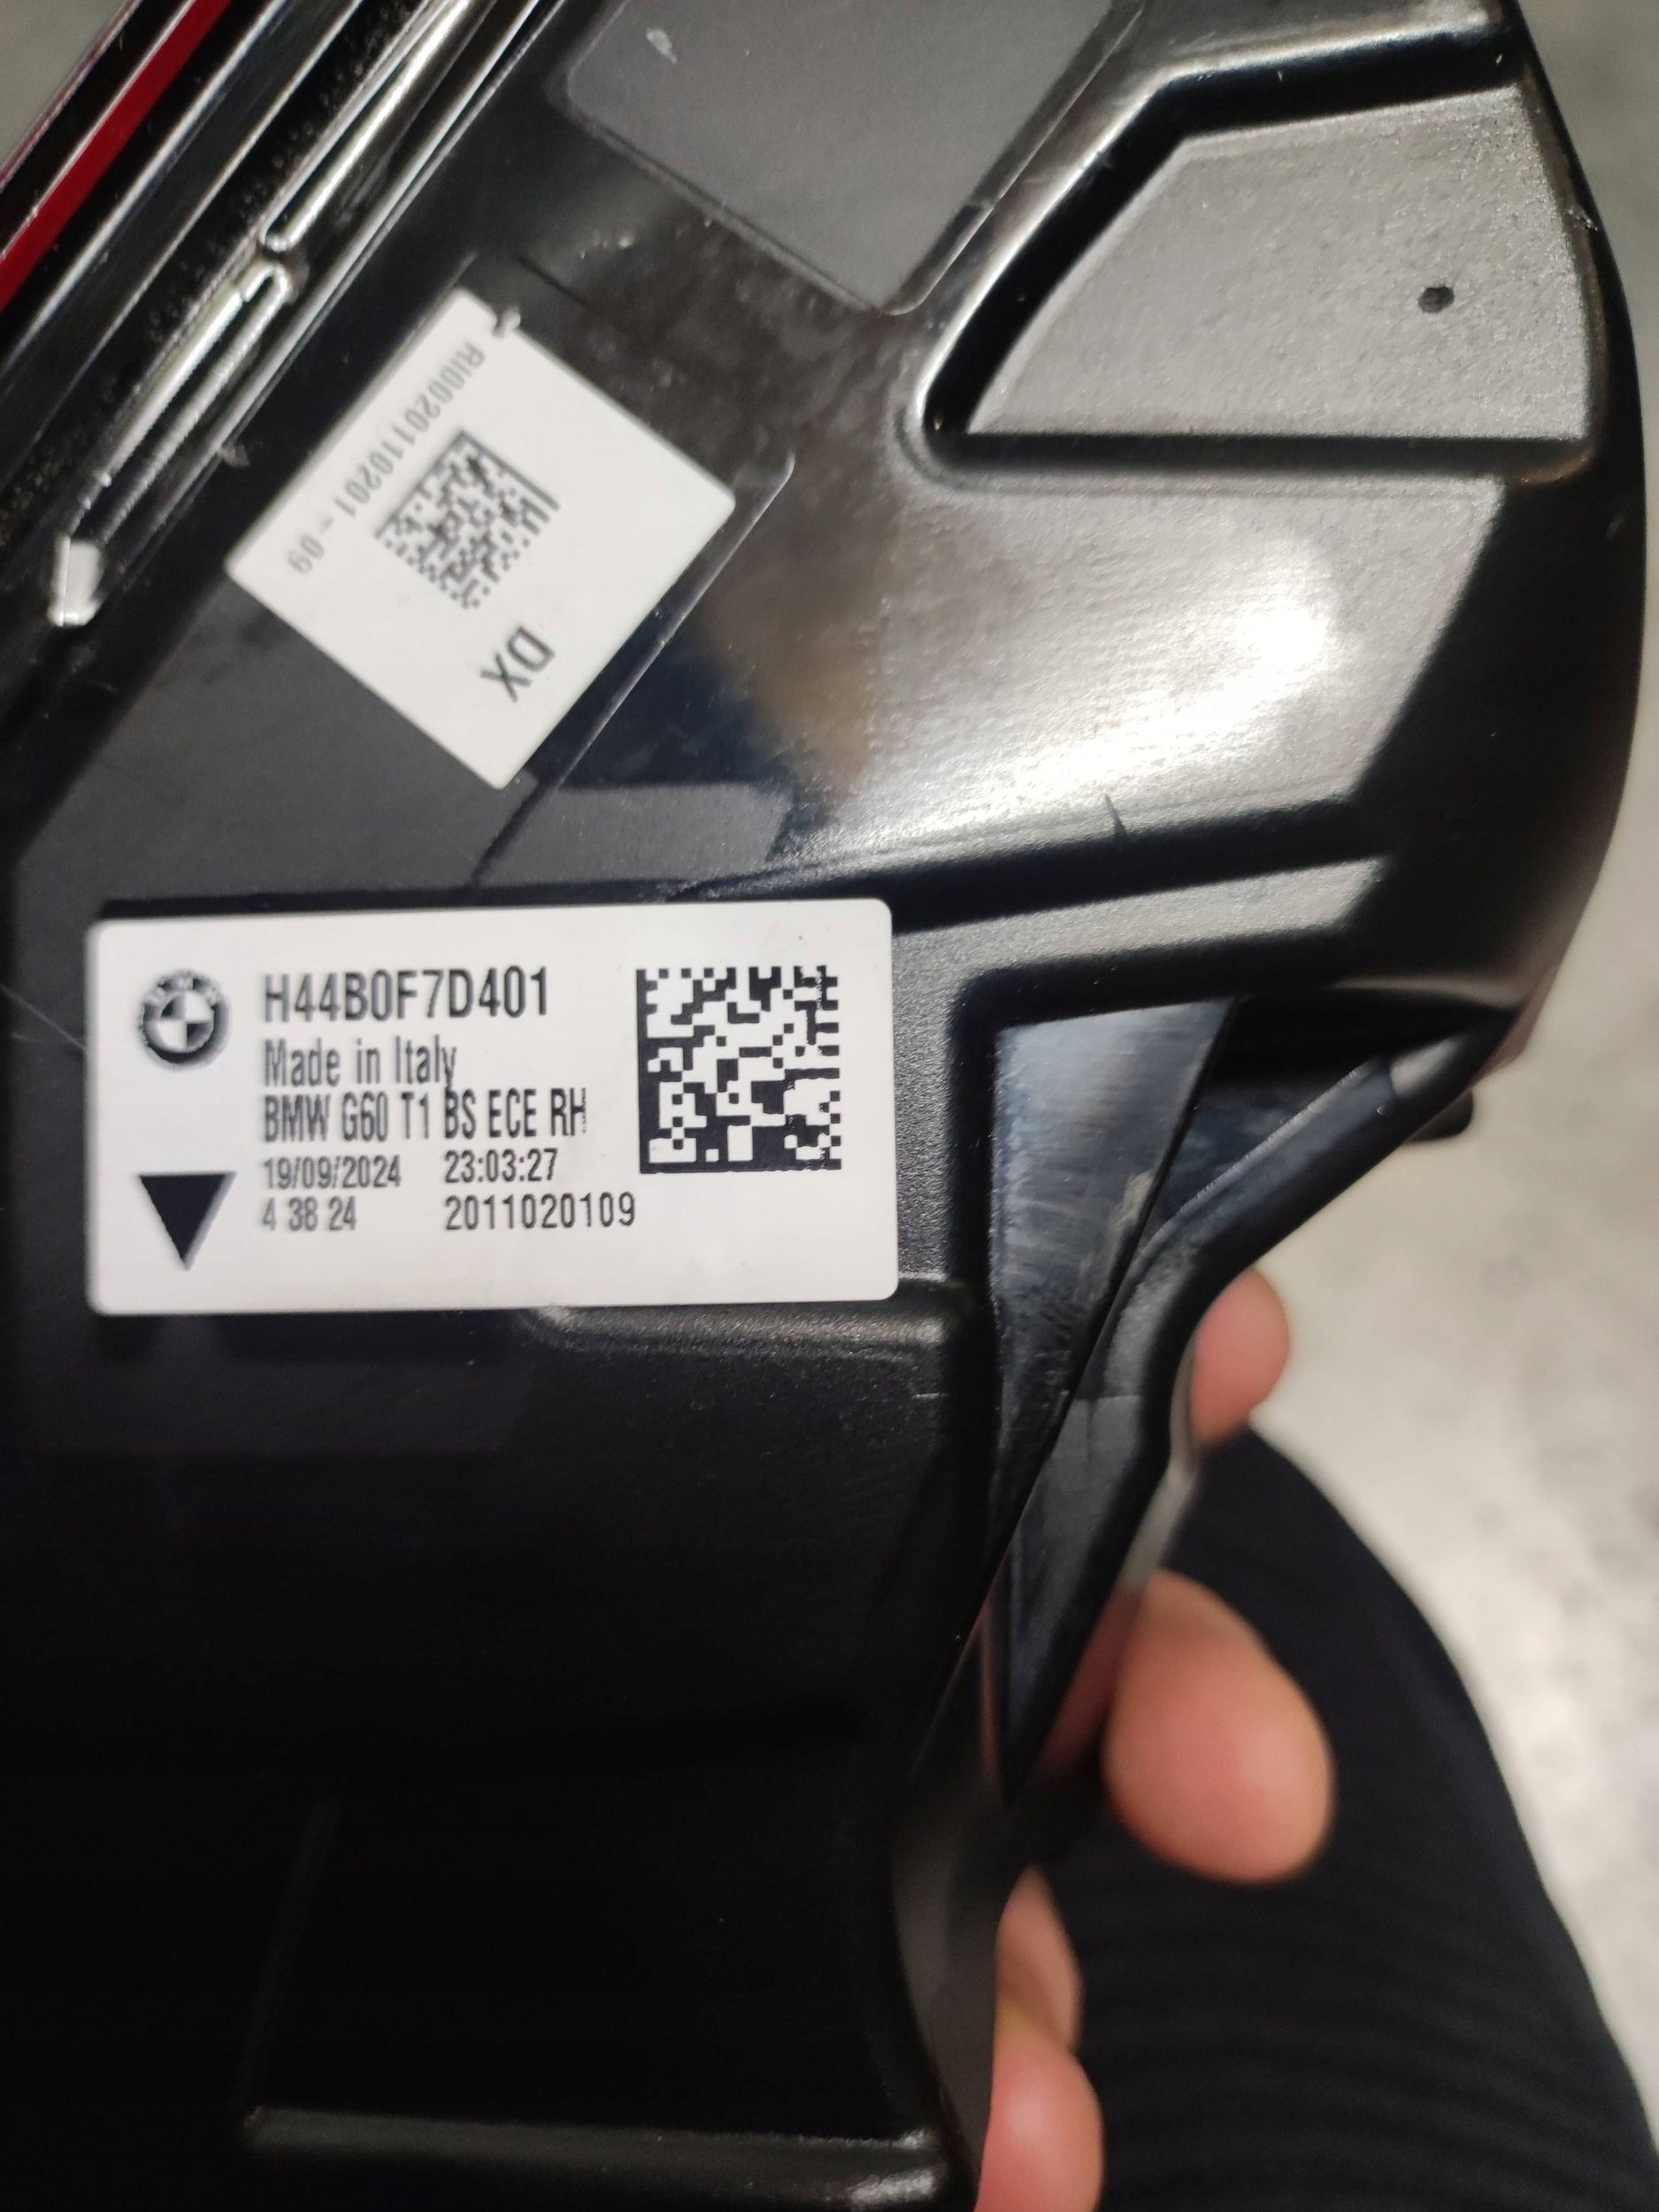 RI00020110201 - 09
DX
H44B0F7D401
Made in Italy
BMW G60 T1 BS ECE RH
19/09/2024 23:03:27
4 38 24 2011020109